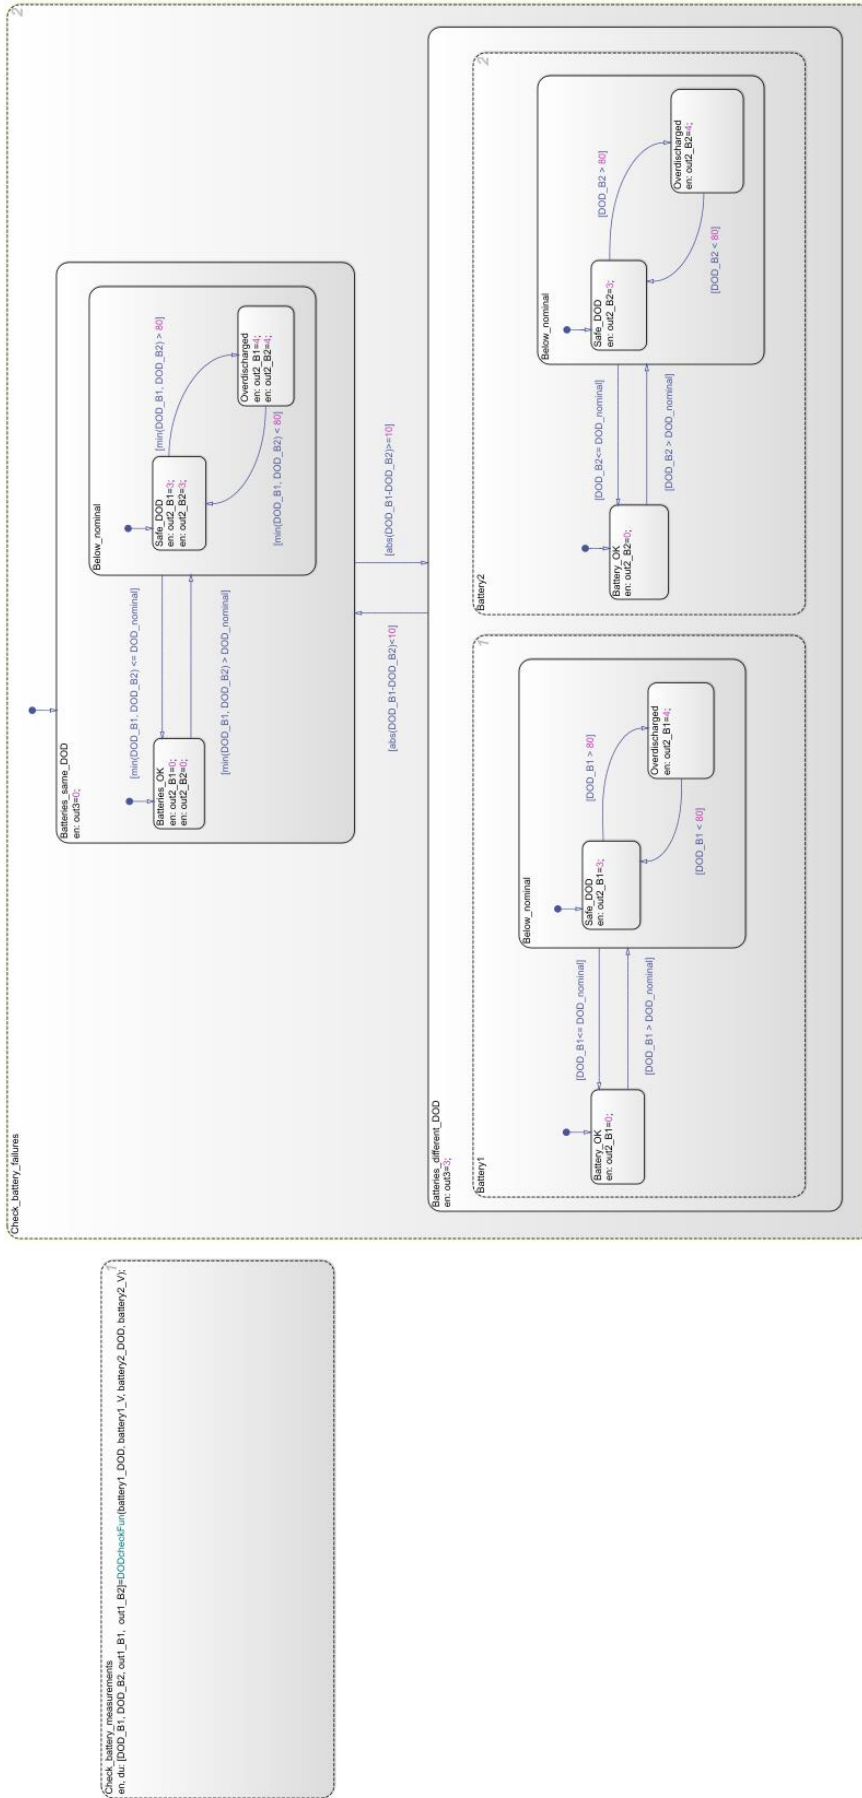 Check_battery_measurements
en, du: [DOD_B1, DOD_B2, out1_B1, out1_B2]=DODcheckFun(battery1_DOD, battery1_V, battery2_DOD, battery2_V);
1
Check_battery_failures
2
Batteries_same_DOD
en: out3=0;
Batteries_OK
en: out2_B1=0;
en: out2_B2=0;
[min(DOD_B1, DOD_B2) <= DOD_nominal]
[min(DOD_B1, DOD_B2) > DOD_nominal]
Below_nominal
Safe_DOD
en: out2_B1=3;
en: out2_B2=3;
[min(DOD_B1, DOD_B2) > 80]
Overdischarged
en: out2_B1=4;
en: out2_B2=4;
[min(DOD_B1, DOD_B2) < 80]
[abs(DOD_B1-DOD_B2)<10]
[abs(DOD_B1-DOD_B2)>=10]
Batteries_different_DOD
en: out3=3;
Battery1
1
Battery_OK
en: out2_B1=0;
[DOD_B1<= DOD_nominal]
[DOD_B1 > DOD_nominal]
Below_nominal
Safe_DOD
en: out2_B1=3;
[DOD_B1 > 80]
Overdischarged
en: out2_B1=4;
[DOD_B1 < 80]
Battery2
2
Battery_OK
en: out2_B2=0;
[DOD_B2<= DOD_nominal]
[DOD_B2 > DOD_nominal]
Below_nominal
Safe_DOD
en: out2_B2=3;
[DOD_B2 > 80]
Overdischarged
en: out2_B2=4;
[DOD_B2 < 80]